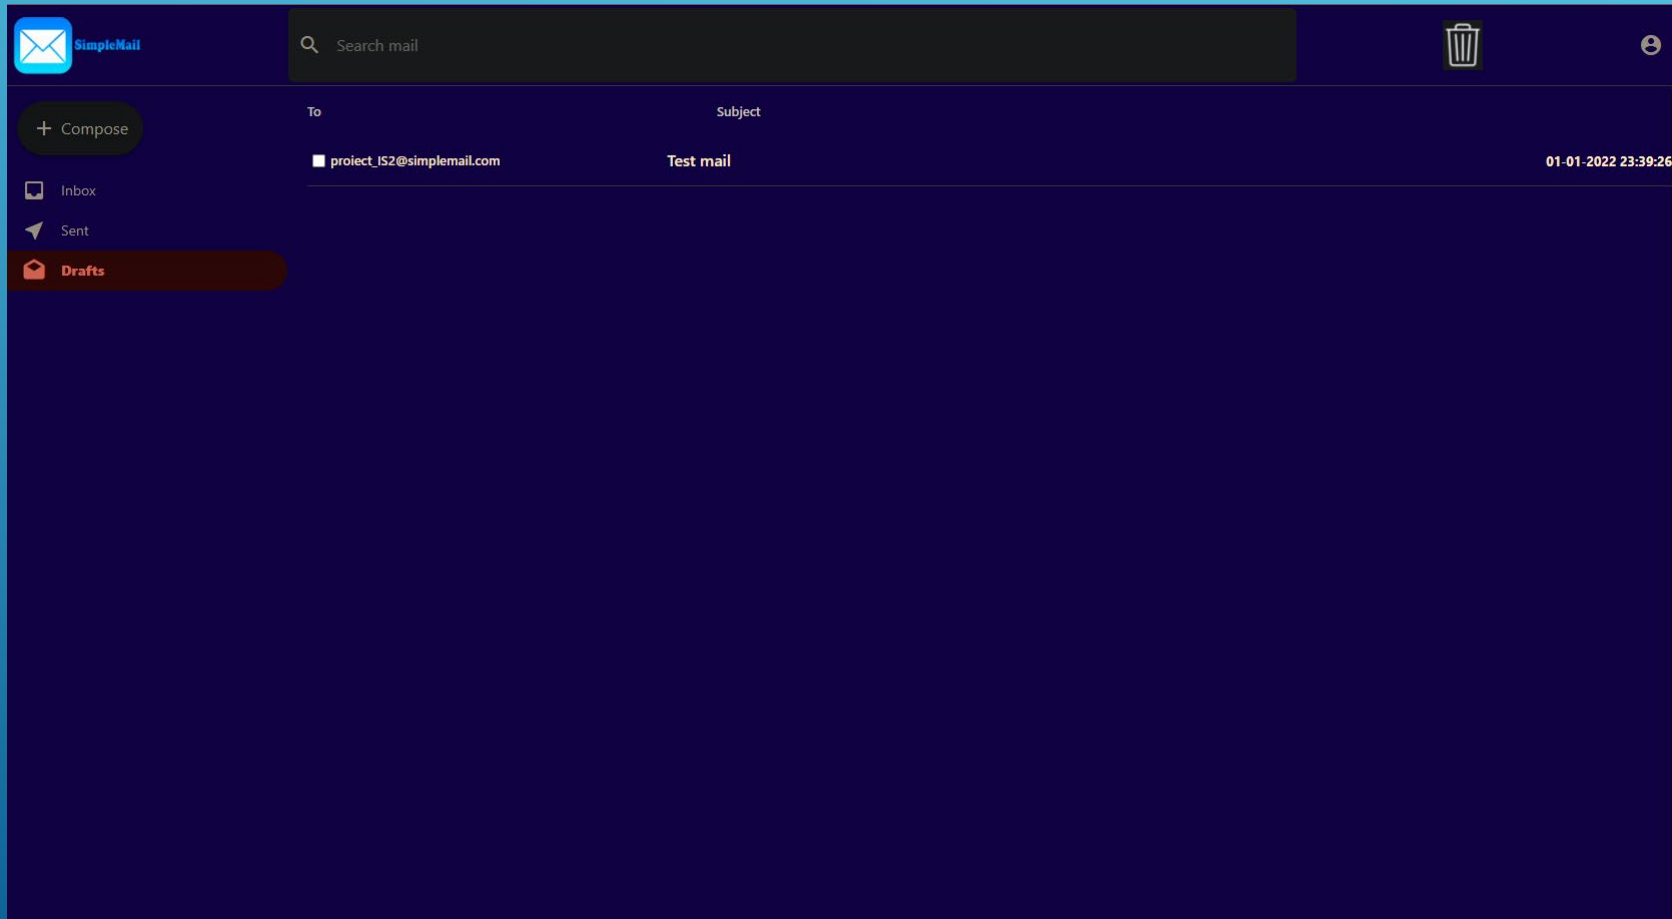 SimpleMail
Search mail
Compose
To Subject
proiect_IS2@simplemail.com Test mail 01-01-2022 23:39:26
Inbox
Sent
Drafts